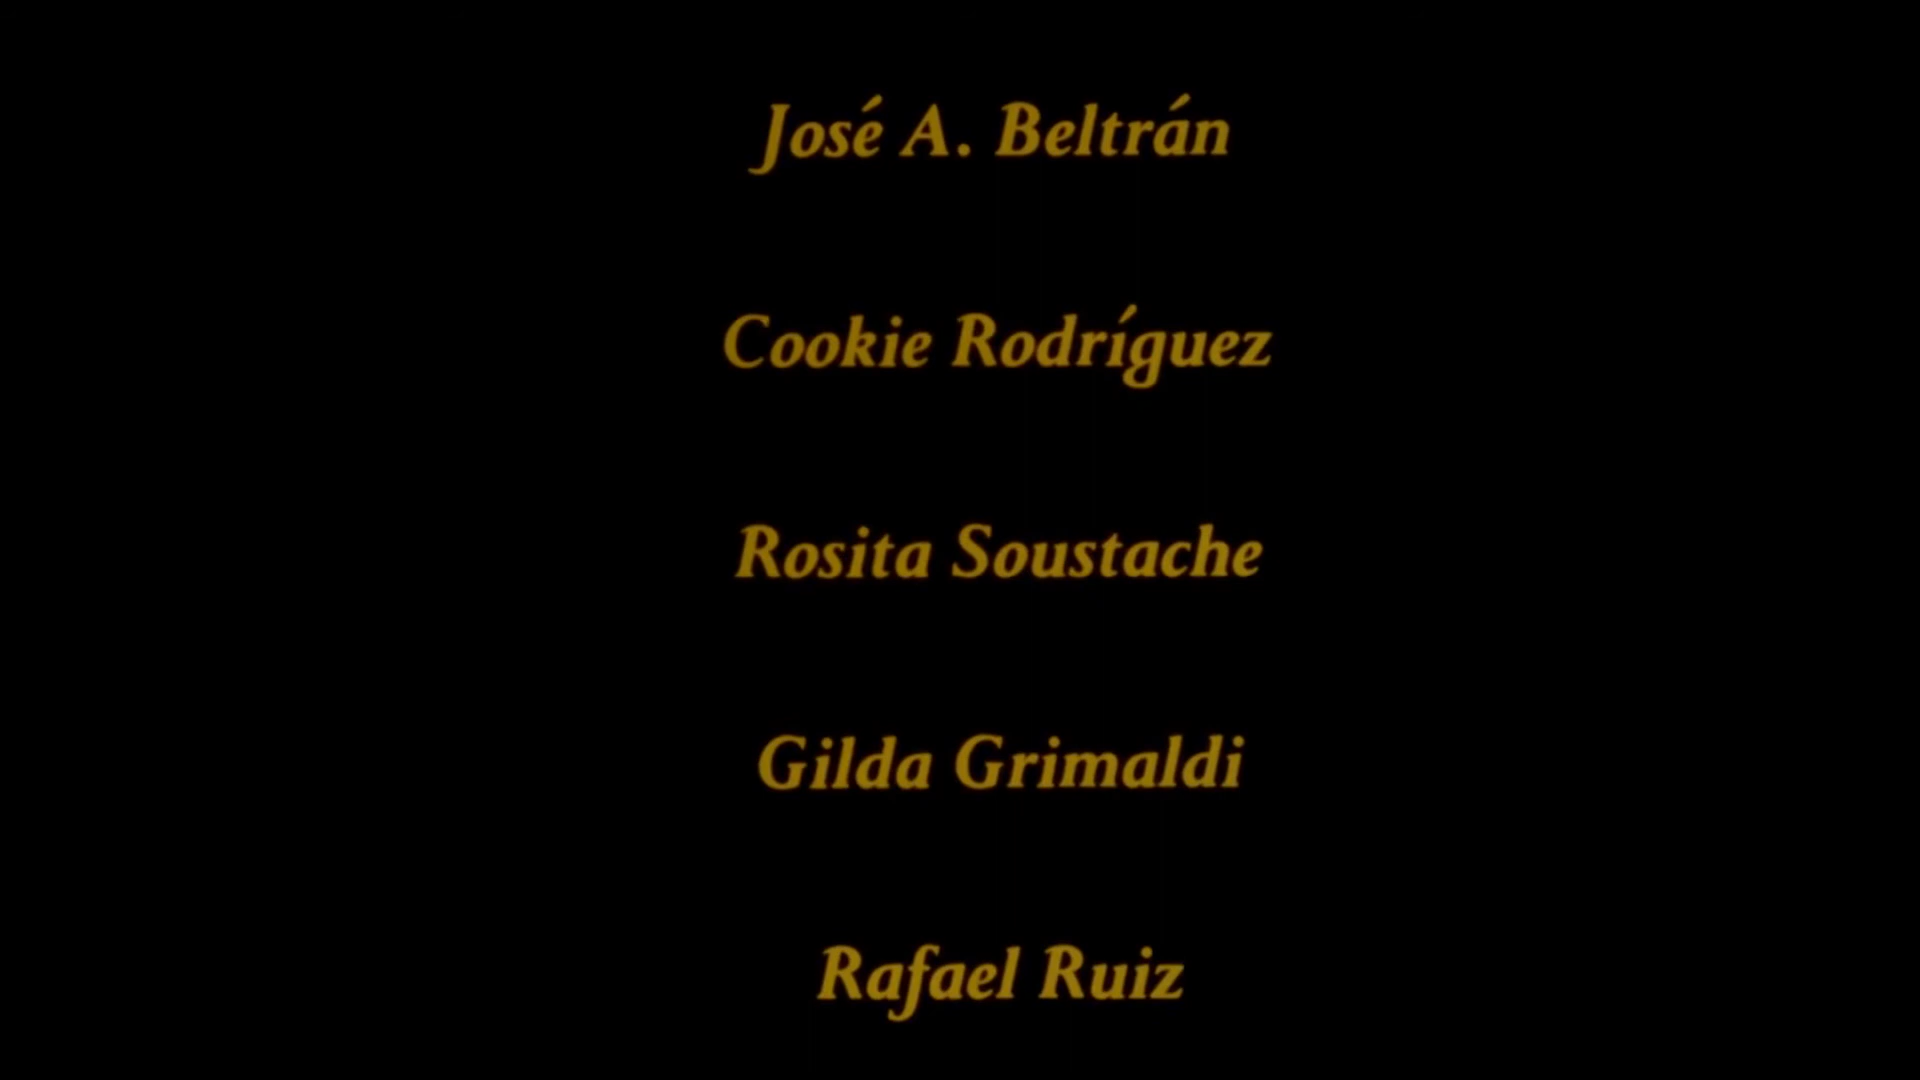 José A. Beltrán
Cookie Rodríguez
Rosita Soustache
Gilda Grimaldi
Rafael Ruiz